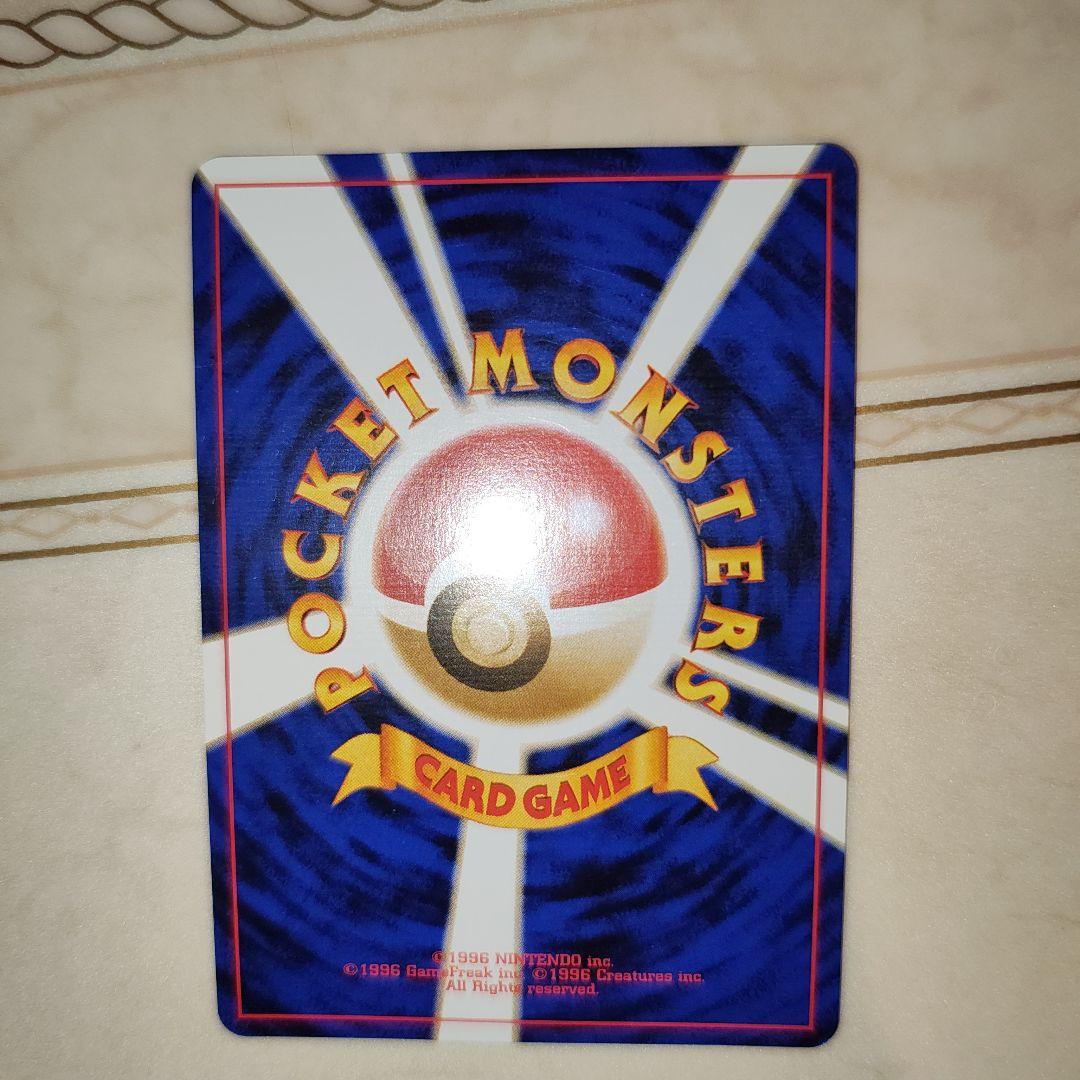 POCKET MONSTERS
CARD GAME
©1996 NINTENDO inc.
©1996 GameFreak inc. ©1996 Creatures inc.
All Rights reserved.